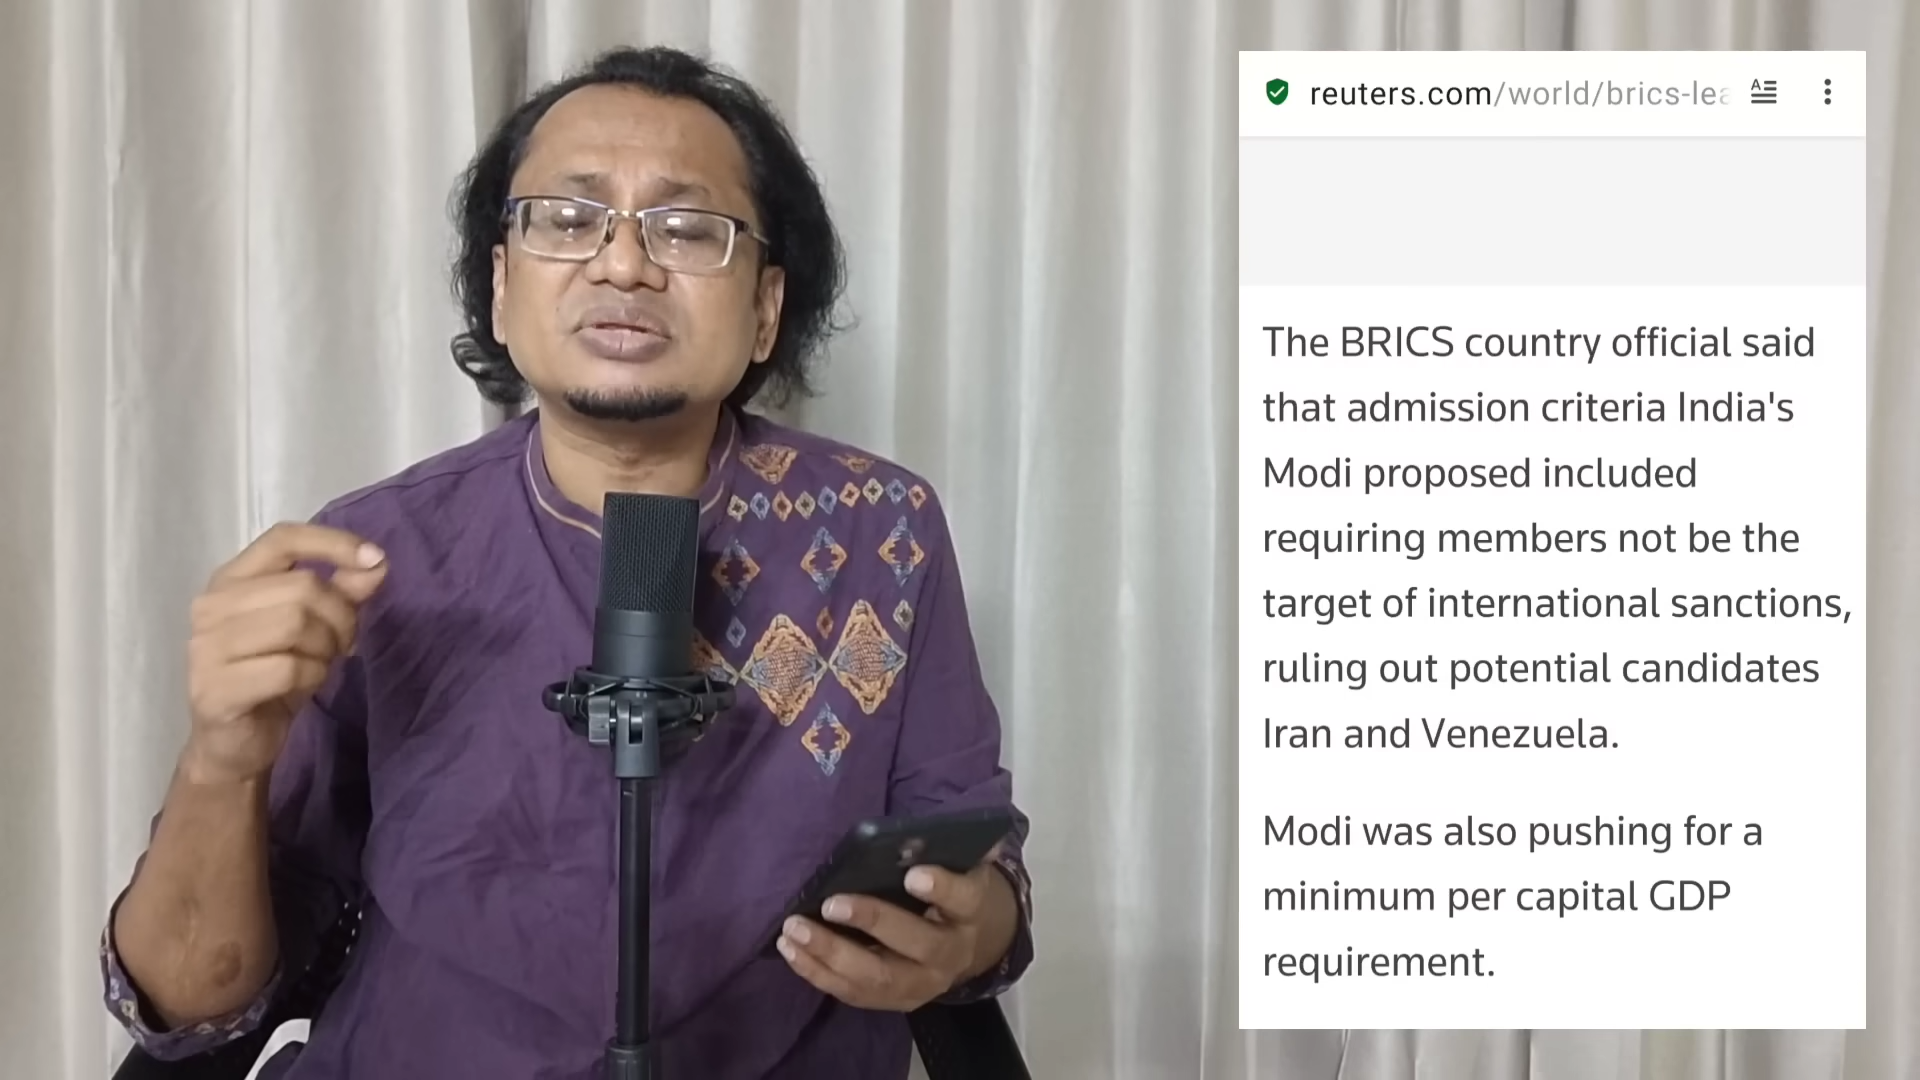 reuters.com/world/brics-lea
The BRICS country official said
that admission criteria India's
Modi proposed included
requiring members not be the
target of international sanctions,
ruling out potential candidates
Iran and Venezuela.
Modi was also pushing for a
minimum per capital GDP
requirement.